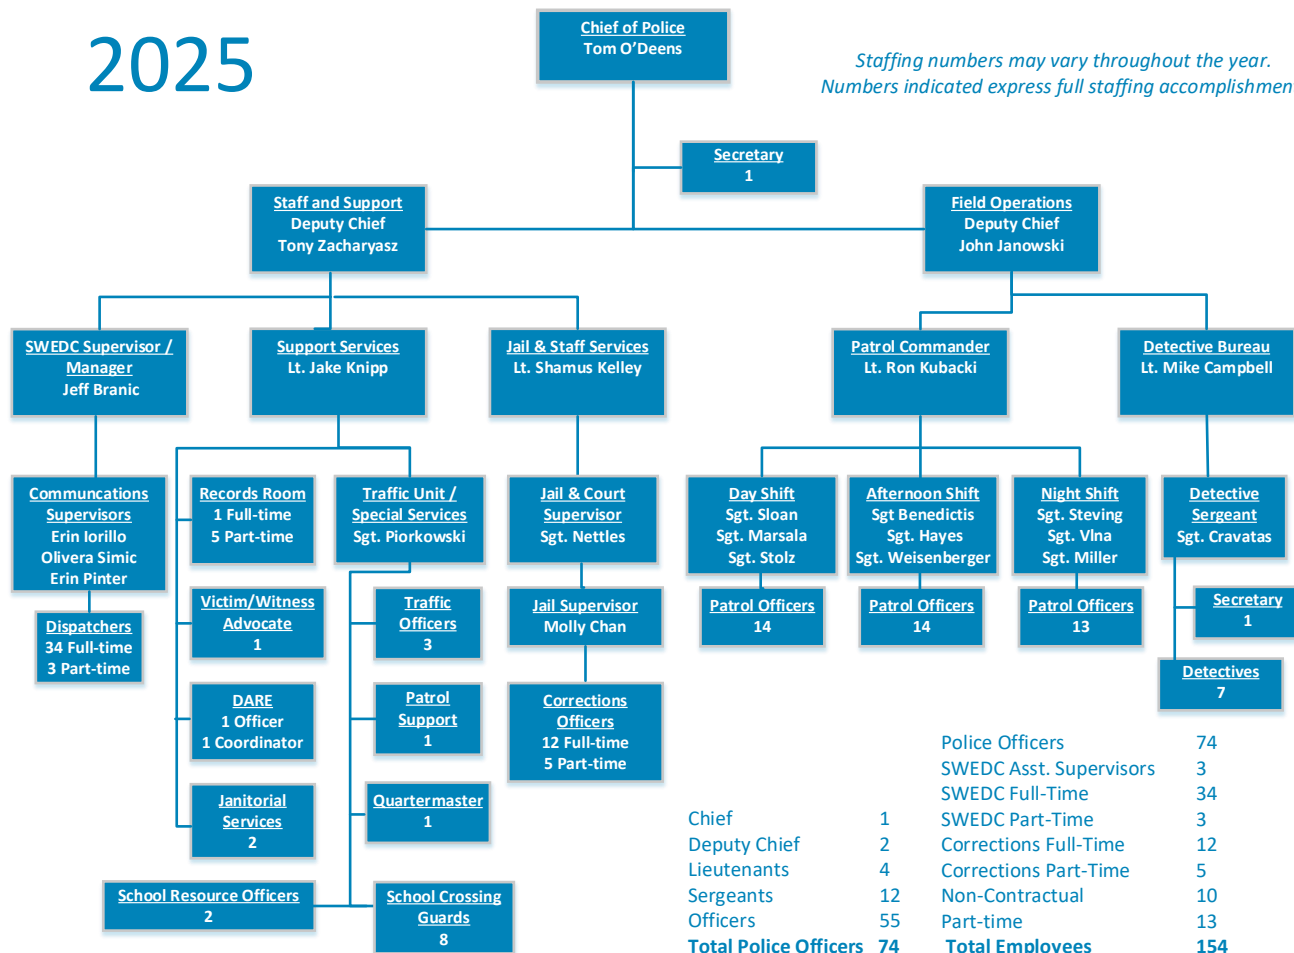 2025
Chief of Police
Tom O'Deens
Staffing numbers may vary throughout the year.
Numbers indicated express full staffing accomplishmen
Secretary
1
Staff and Support
Deputy Chief
Tony Zacharyasz
Field Operations
Deputy Chief
John Janowski
SWEDC Supervisor /
Manager
Jeff Branic
Support Services
Lt. Jake Knipp
Jail & Staff Services
Lt. Shamus Kelley
Patrol Commander
Lt. Ron Kubacki
Detective Bureau
Lt. Mike Campbell
Communcations
Supervisors
Erin Iorillo
Olivera Simic
Erin Pinter
Records Room
1 Full-time
5 Part-time
Traffic Unit /
Special Services
Sgt. Piorkowski
Jail & Court
Supervisor
Sgt. Nettles
Day Shift
Sgt. Sloan
Sgt. Marsala
Sgt. Stolz
Afternoon Shift
Sgt Benedictis
Sgt. Hayes
Sgt. Weisenberger
Night Shift
Sgt. Steving
Sgt. Vlna
Sgt. Miller
Detective
Sergeant
Sgt. Cravatas
Dispatchers
34 Full-time
3 Part-time
Victim/Witness
Advocate
1
Traffic
Officers
3
Jail Supervisor
Molly Chan
Patrol Officers
14
Patrol Officers
14
Patrol Officers
13
Secretary
1
Detectives
7
DARE
1 Officer
1 Coordinator
Patrol
Support
1
Corrections
Officers
12 Full-time
5 Part-time
Janitorial
Services
2
Quartermaster
1
School Resource Officers
2
School Crossing
Guards
8
Chief 1
Deputy Chief 2
Lieutenants 4
Sergeants 12
Officers 55
Total Police Officers 74
Police Officers 74
SWEDC Asst. Supervisors 3
SWEDC Full-Time 34
SWEDC Part-Time 3
Corrections Full-Time 12
Corrections Part-Time 5
Non-Contractual 10
Part-time 13
Total Employees 154